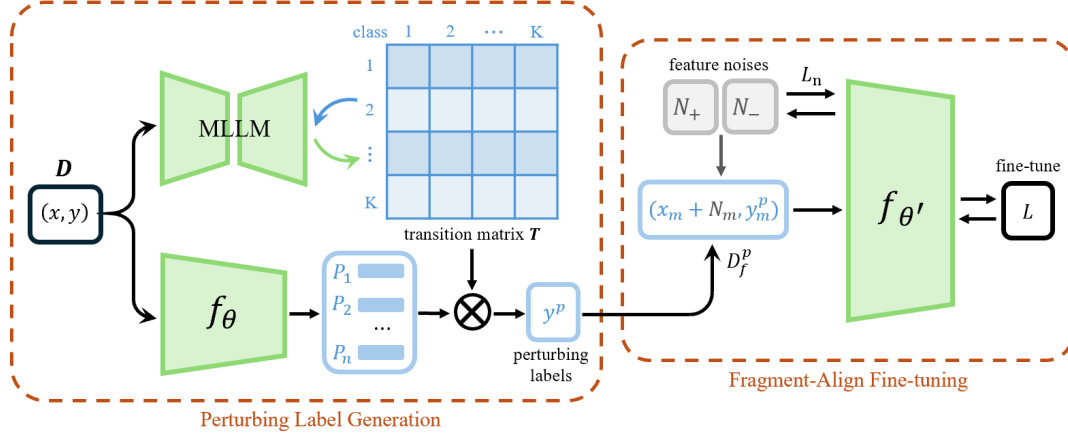 class 1 2 ⋯ K
1
2
⋮
K
MLLM
D
(x, y)
transition matrix T
f_θ
P_1
P_2
...
P_n
⊗
y^p
perturbing
labels
Perturbing Label Generation
feature noises
N_+ N_-
L_n
(x_m + N_m, y_m^p)
D_f^p
f_θ′
fine-tune
L
Fragment-Align Fine-tuning